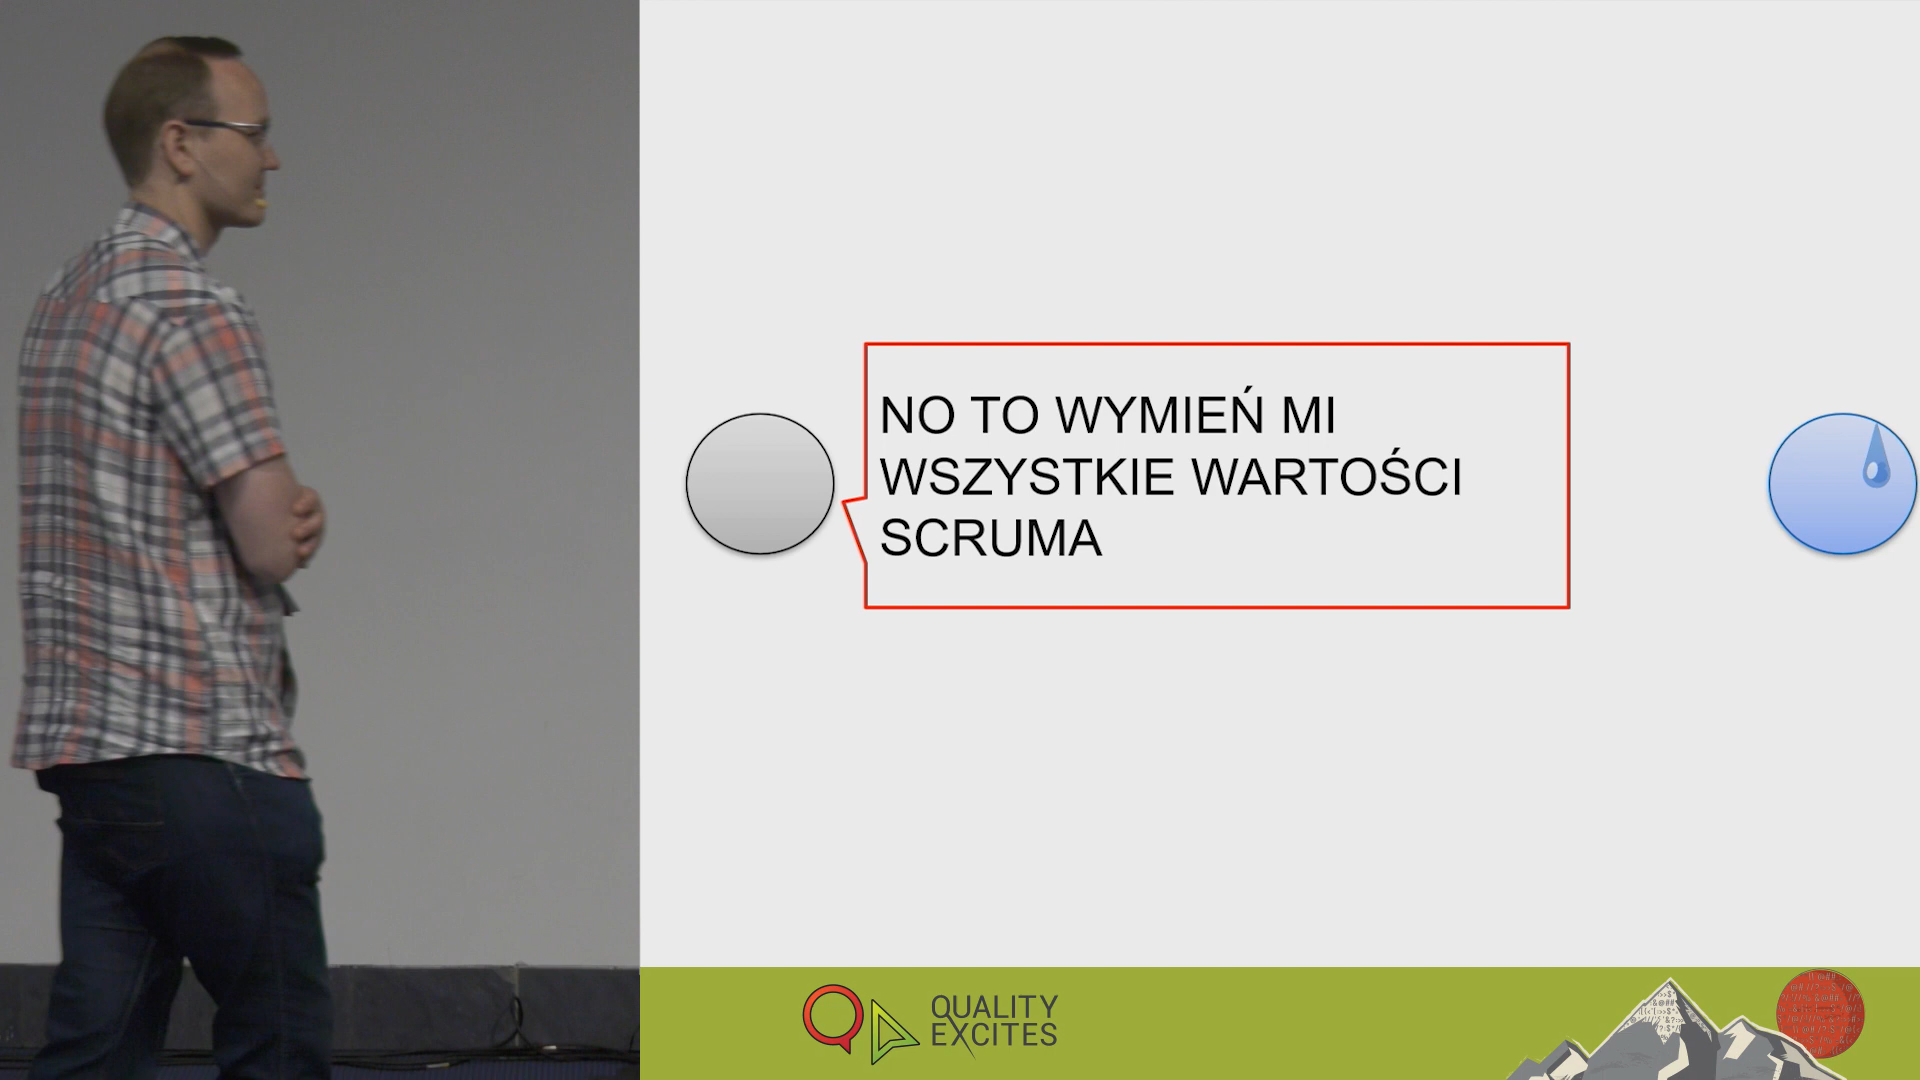 NO TO WYMIEŃ MI
WSZYSTKIE WARTOŚCI
SCRUMA
QUALITY
EXCITES